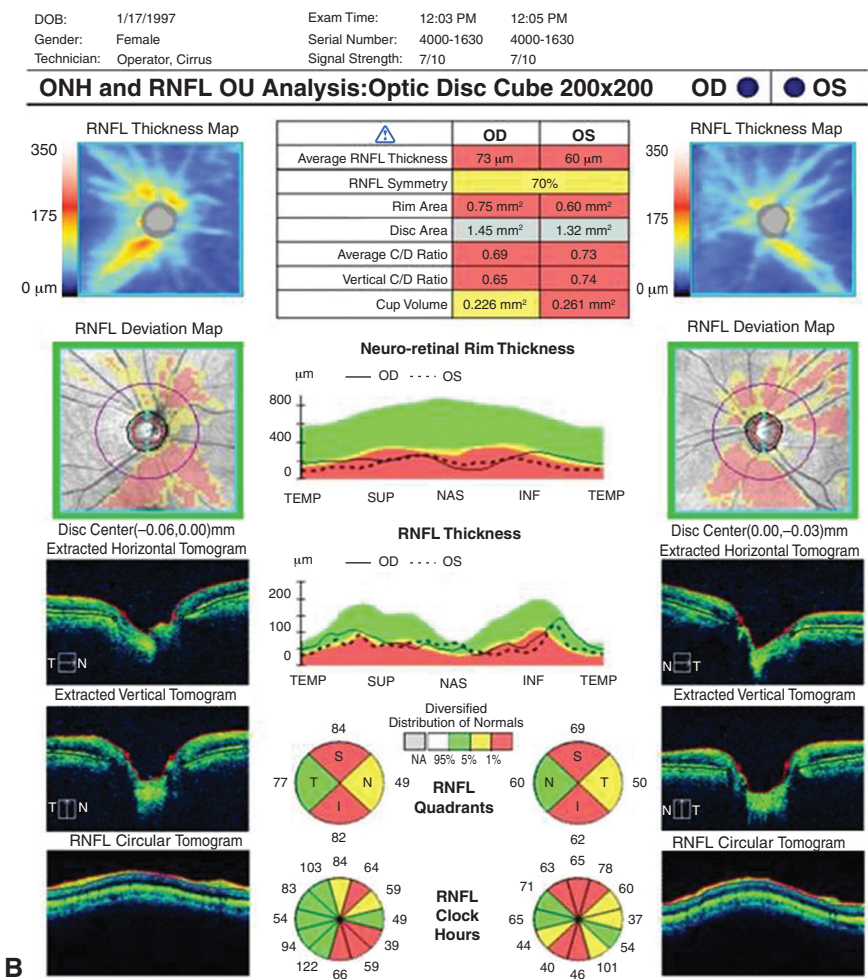 DOB: 1/17/1997 Exam Time: 12:03 PM 12:05 PM
Gender: Female Serial Number: 4000-1630 4000-1630
Technician: Operator, Cirrus Signal Strength: 7/10 7/10
ONH and RNFL OU Analysis:Optic Disc Cube 200x200 OD OS
RNFL Thickness Map
350
175
0 µm
OD OS
Average RNFL Thickness 73 µm 60 µm
RNFL Symmetry 70%
Rim Area 0.75 mm² 0.60 mm²
Disc Area 1.45 mm² 1.32 mm²
Average C/D Ratio 0.69 0.73
Vertical C/D Ratio 0.65 0.74
Cup Volume 0.226 mm² 0.261 mm²
RNFL Thickness Map
350
175
0 µm
RNFL Deviation Map
Disc Center(–0.06,0.00)mm
Neuro-retinal Rim Thickness
µm OD OS
800
400
0
TEMP SUP NAS INF TEMP
RNFL Deviation Map
Disc Center(0.00,–0.03)mm
Extracted Horizontal Tomogram
T N
RNFL Thickness
µm OD OS
200
100
0
TEMP SUP NAS INF TEMP
Extracted Horizontal Tomogram
N T
Extracted Vertical Tomogram
T N
Diversified
Distribution of Normals
NA 95% 5% 1%
RNFL
Quadrants
84
77 S T N I 49
82
69
60 S N T I 50
62
Extracted Vertical Tomogram
N T
RNFL Circular Tomogram
RNFL
Clock
Hours
103 84 64
83 59
54 49
94 39
122 66 59
63 65 78
71 60
65 37
44 54
40 46 101
RNFL Circular Tomogram
B